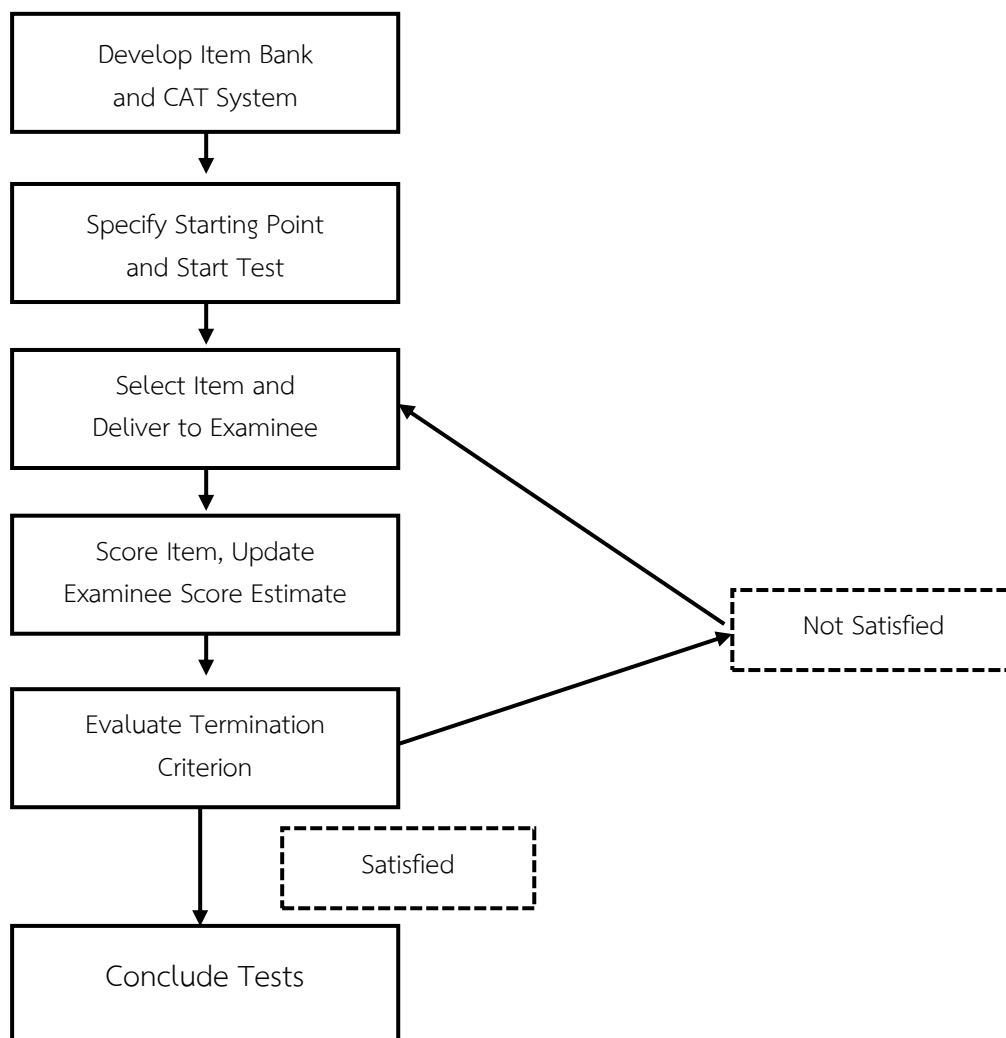 Develop Item Bank
and CAT System
Specify Starting Point
and Start Test
Select Item and
Deliver to Examinee
Score Item, Update
Examinee Score Estimate
Not Satisfied
Evaluate Termination
Criterion
Satisfied
Conclude Tests